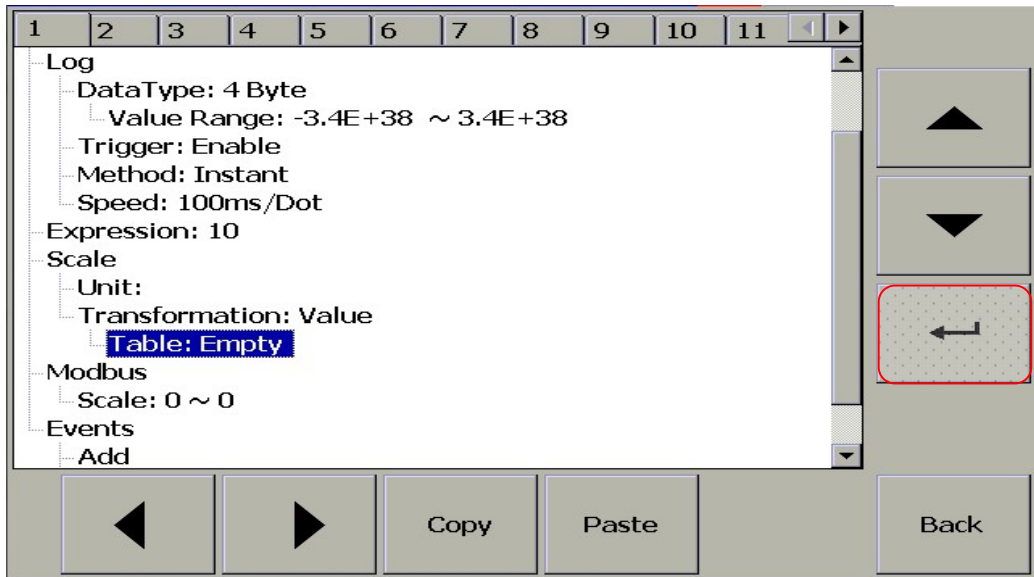 1 2 3 4 5 6 7 8 9 10 11
Log
DataType: 4 Byte
Value Range: -3.4E+38 ~ 3.4E+38
Trigger: Enable
Method: Instant
Speed: 100ms/Dot
Expression: 10
Scale
Unit:
Transformation: Value
Table: Empty
Modbus
Scale: 0 ~ 0
Events
Add
Copy Paste Back